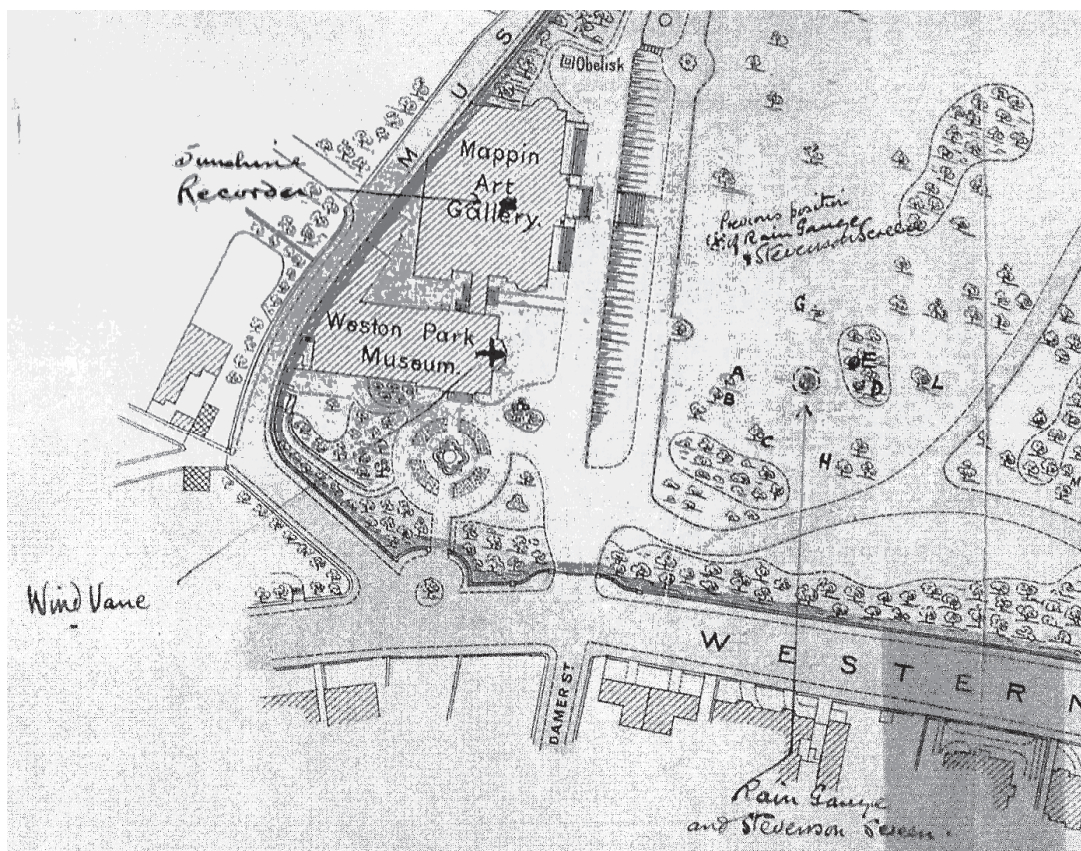 Obelisk
M U S
Mappin
Art
Gallery.
Sunshine
Recorder
Previous position
of Rain Gauge
& Stevenson Screen
Weston Park
Museum.
G
A
B
C
E
D
L
H
Wind Vane
W E S T E R N
DAMER ST
Rain Gauge
and Stevenson Screen.